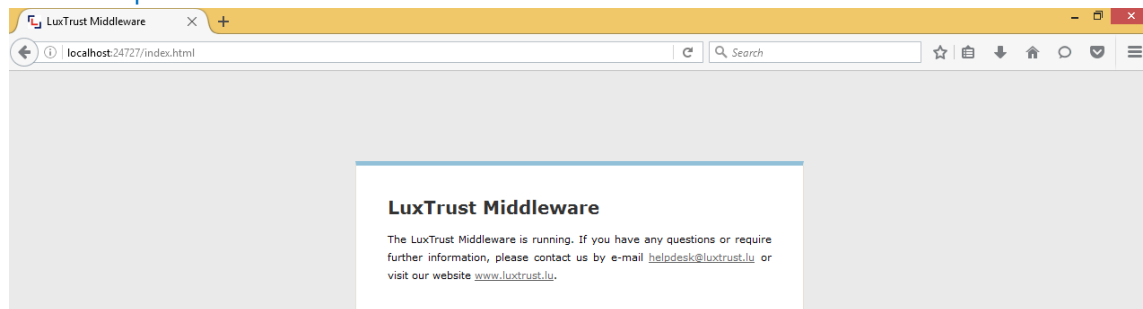 LuxTrust Middleware
localhost:24727/index.html
Search
LuxTrust Middleware
The LuxTrust Middleware is running. If you have any questions or require
further information, please contact us by e-mail helpdesk@luxtrust.lu or
visit our website www.luxtrust.lu.